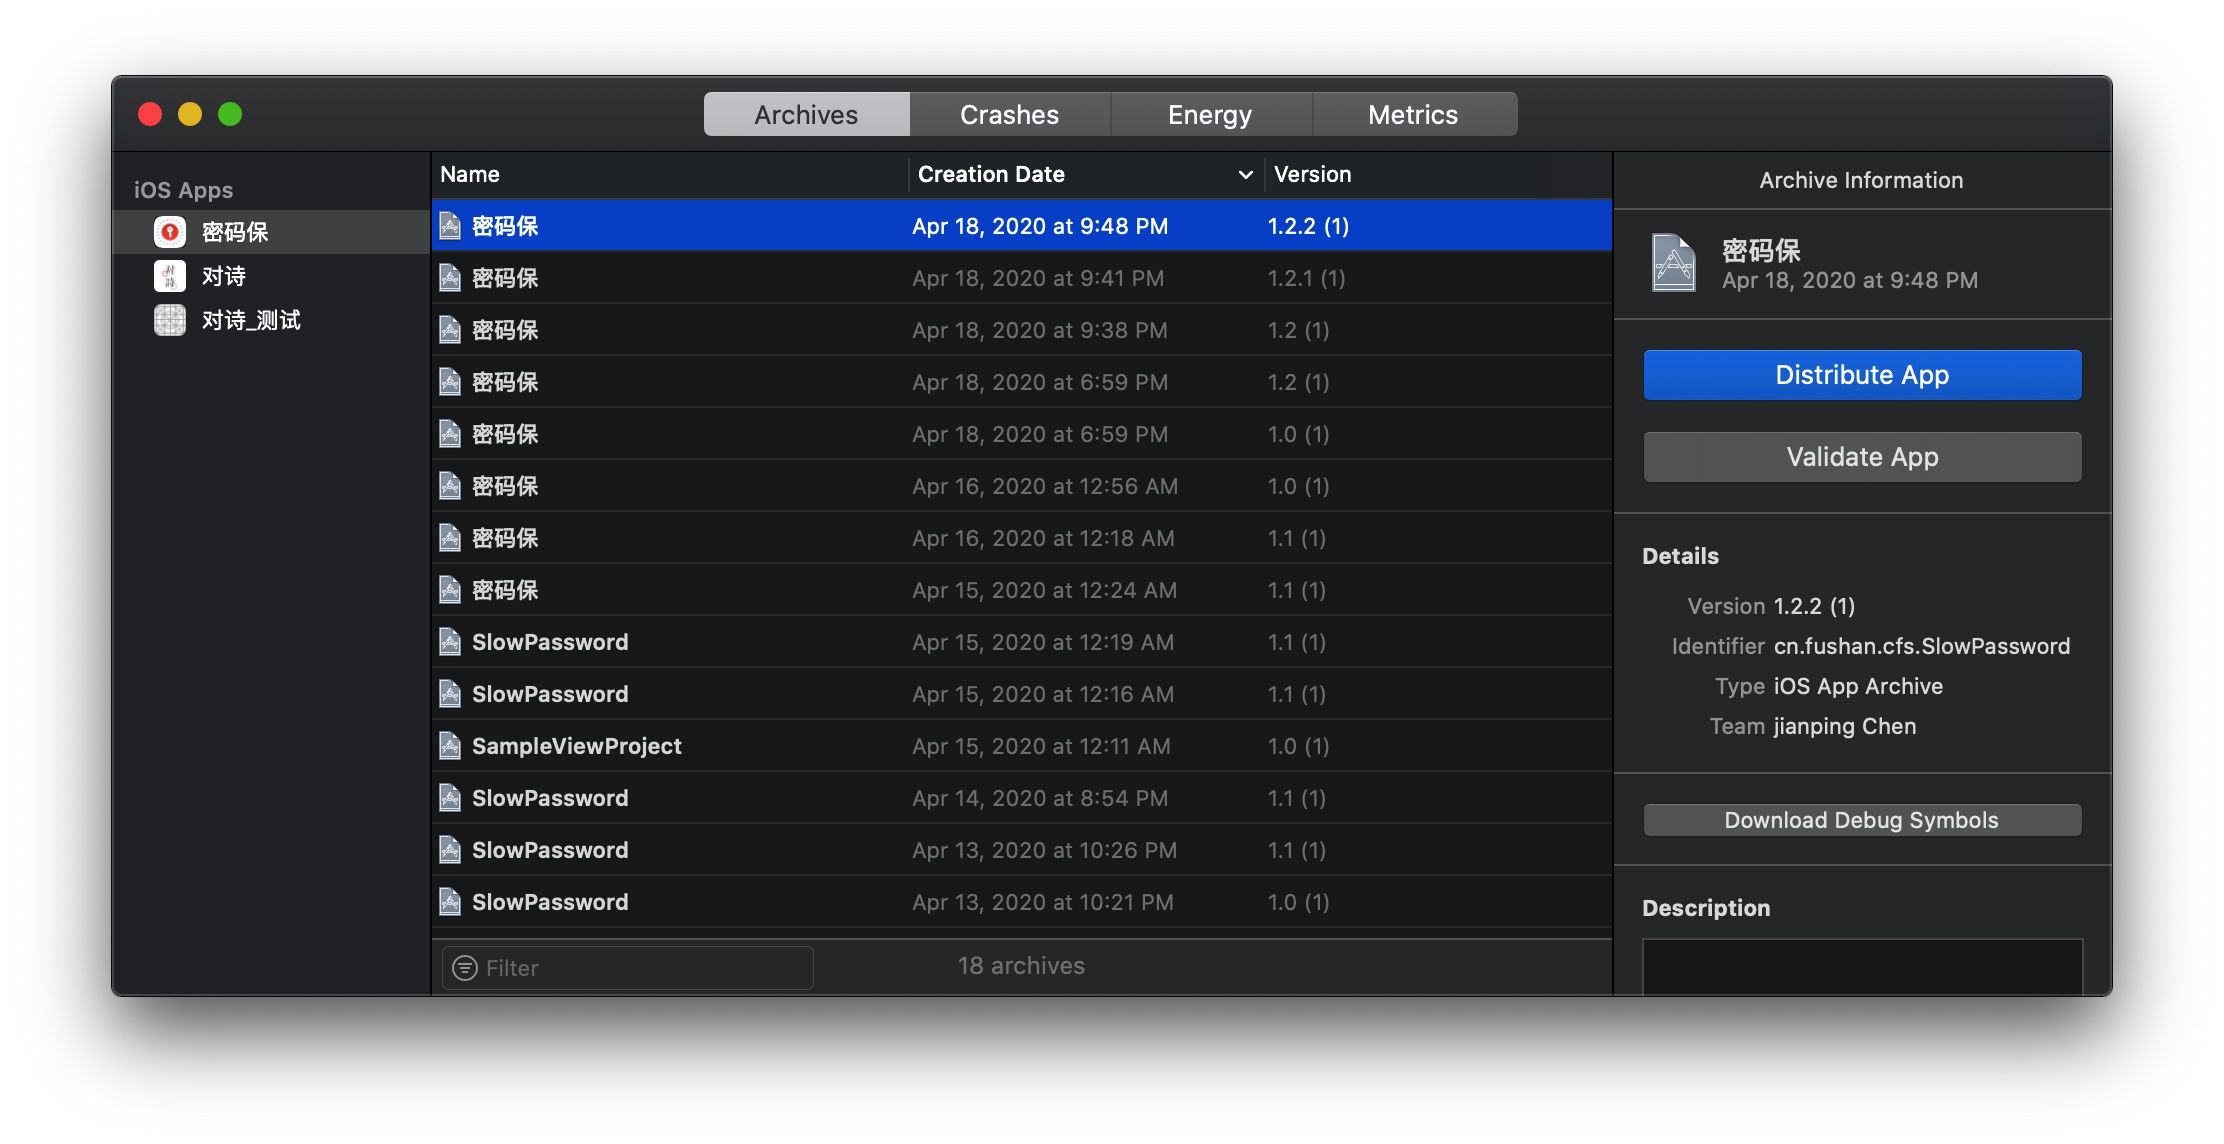 Archives Crashes Energy Metrics
iOS Apps
密码保
对诗
对诗_测试
Name Creation Date Version
密码保 Apr 18, 2020 at 9:48 PM 1.2.2 (1)
密码保 Apr 18, 2020 at 9:41 PM 1.2.1 (1)
密码保 Apr 18, 2020 at 9:38 PM 1.2 (1)
密码保 Apr 18, 2020 at 6:59 PM 1.2 (1)
密码保 Apr 18, 2020 at 6:59 PM 1.0 (1)
密码保 Apr 16, 2020 at 12:56 AM 1.0 (1)
密码保 Apr 16, 2020 at 12:18 AM 1.1 (1)
密码保 Apr 15, 2020 at 12:24 AM 1.1 (1)
SlowPassword Apr 15, 2020 at 12:19 AM 1.1 (1)
SlowPassword Apr 15, 2020 at 12:16 AM 1.1 (1)
SampleViewProject Apr 15, 2020 at 12:11 AM 1.0 (1)
SlowPassword Apr 14, 2020 at 8:54 PM 1.1 (1)
SlowPassword Apr 13, 2020 at 10:26 PM 1.1 (1)
SlowPassword Apr 13, 2020 at 10:21 PM 1.0 (1)
Filter 18 archives
Archive Information
密码保
Apr 18, 2020 at 9:48 PM
Distribute App
Validate App
Details
Version 1.2.2 (1)
Identifier cn.fushan.cfs.SlowPassword
Type iOS App Archive
Team jianping Chen
Download Debug Symbols
Description